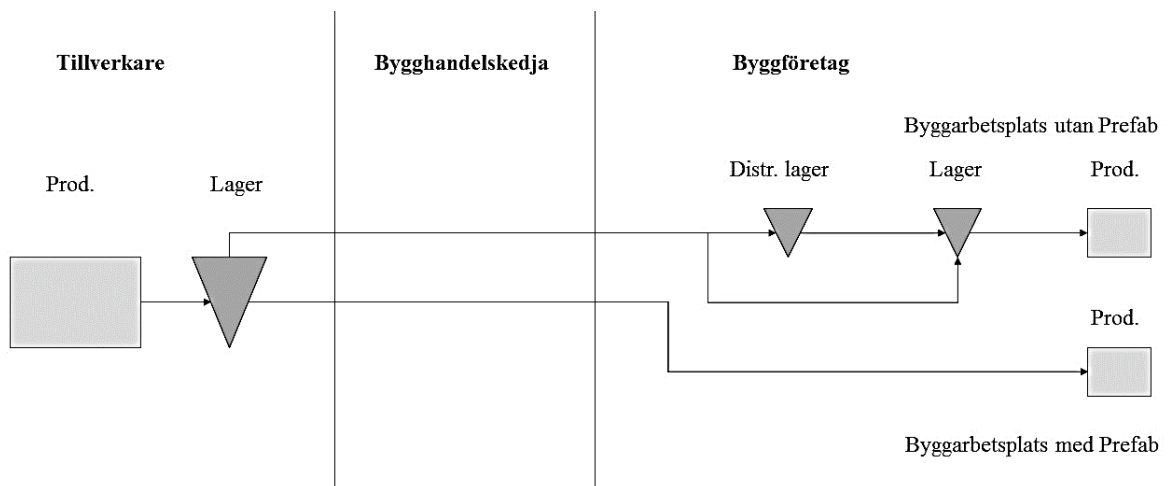 Tillverkare
Bygghandelskedja
Byggföretag
Byggarbetsplats utan Prefab
Prod.
Lager
Distr. lager
Lager
Prod.
Prod.
Byggarbetsplats med Prefab